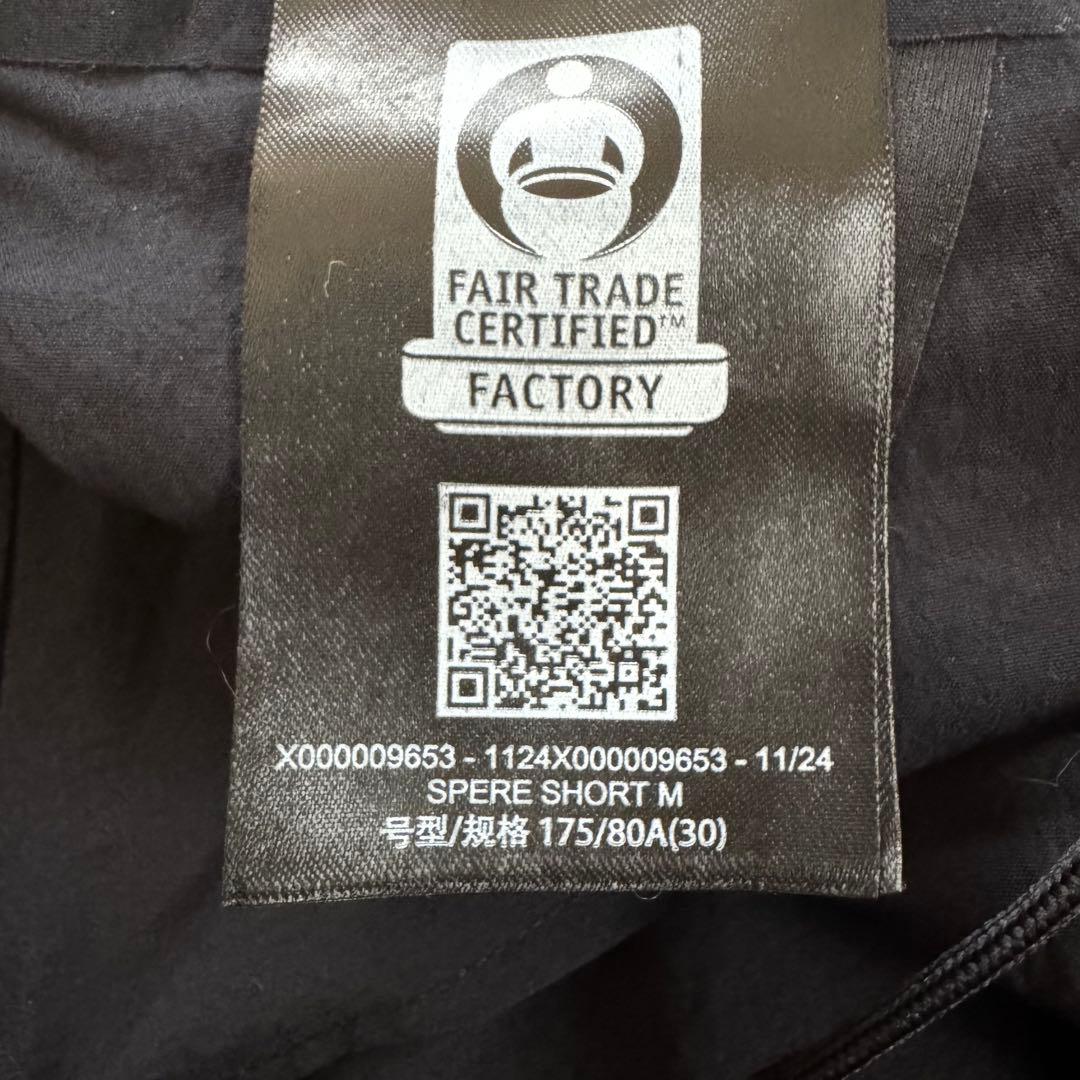 FAIR TRADE
CERTIFIED™
FACTORY
X000009653 - 1124X000009653 - 11/24
SPERE SHORT M
号型/规格 175/80A(30)